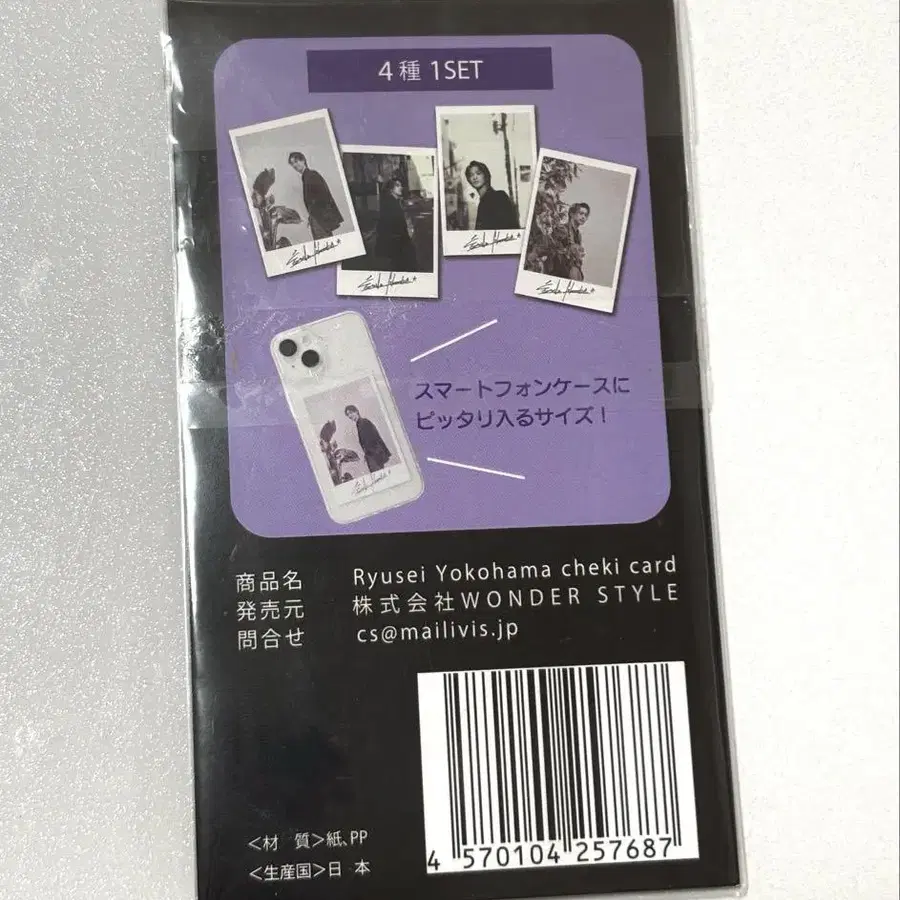 4種 1SET
スマートフォンケースに
ピッタリ入るサイズ!
商品名 Ryusei Yokohama cheki card
発売元 株式会社WONDER STYLE
問合せ cs@mailivis.jp
<材 質>紙、PP
<生産国>日 本
4 570104 257687